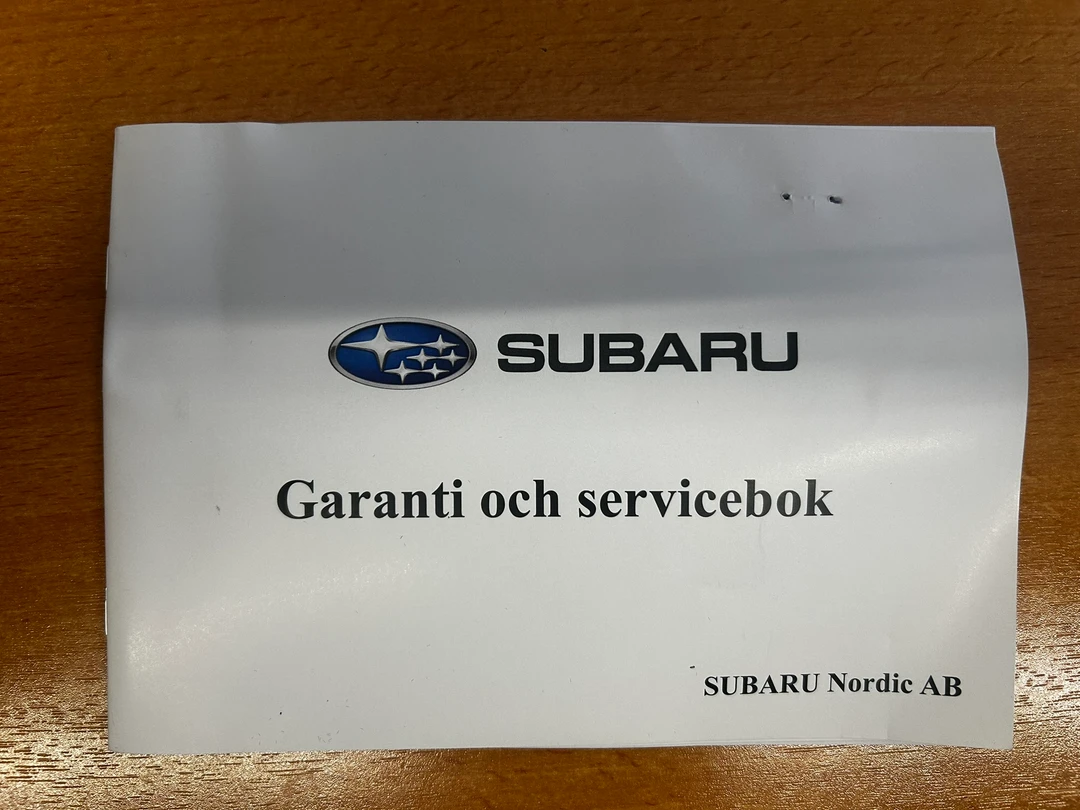 SUBARU
Garanti och servicebok
SUBARU Nordic AB